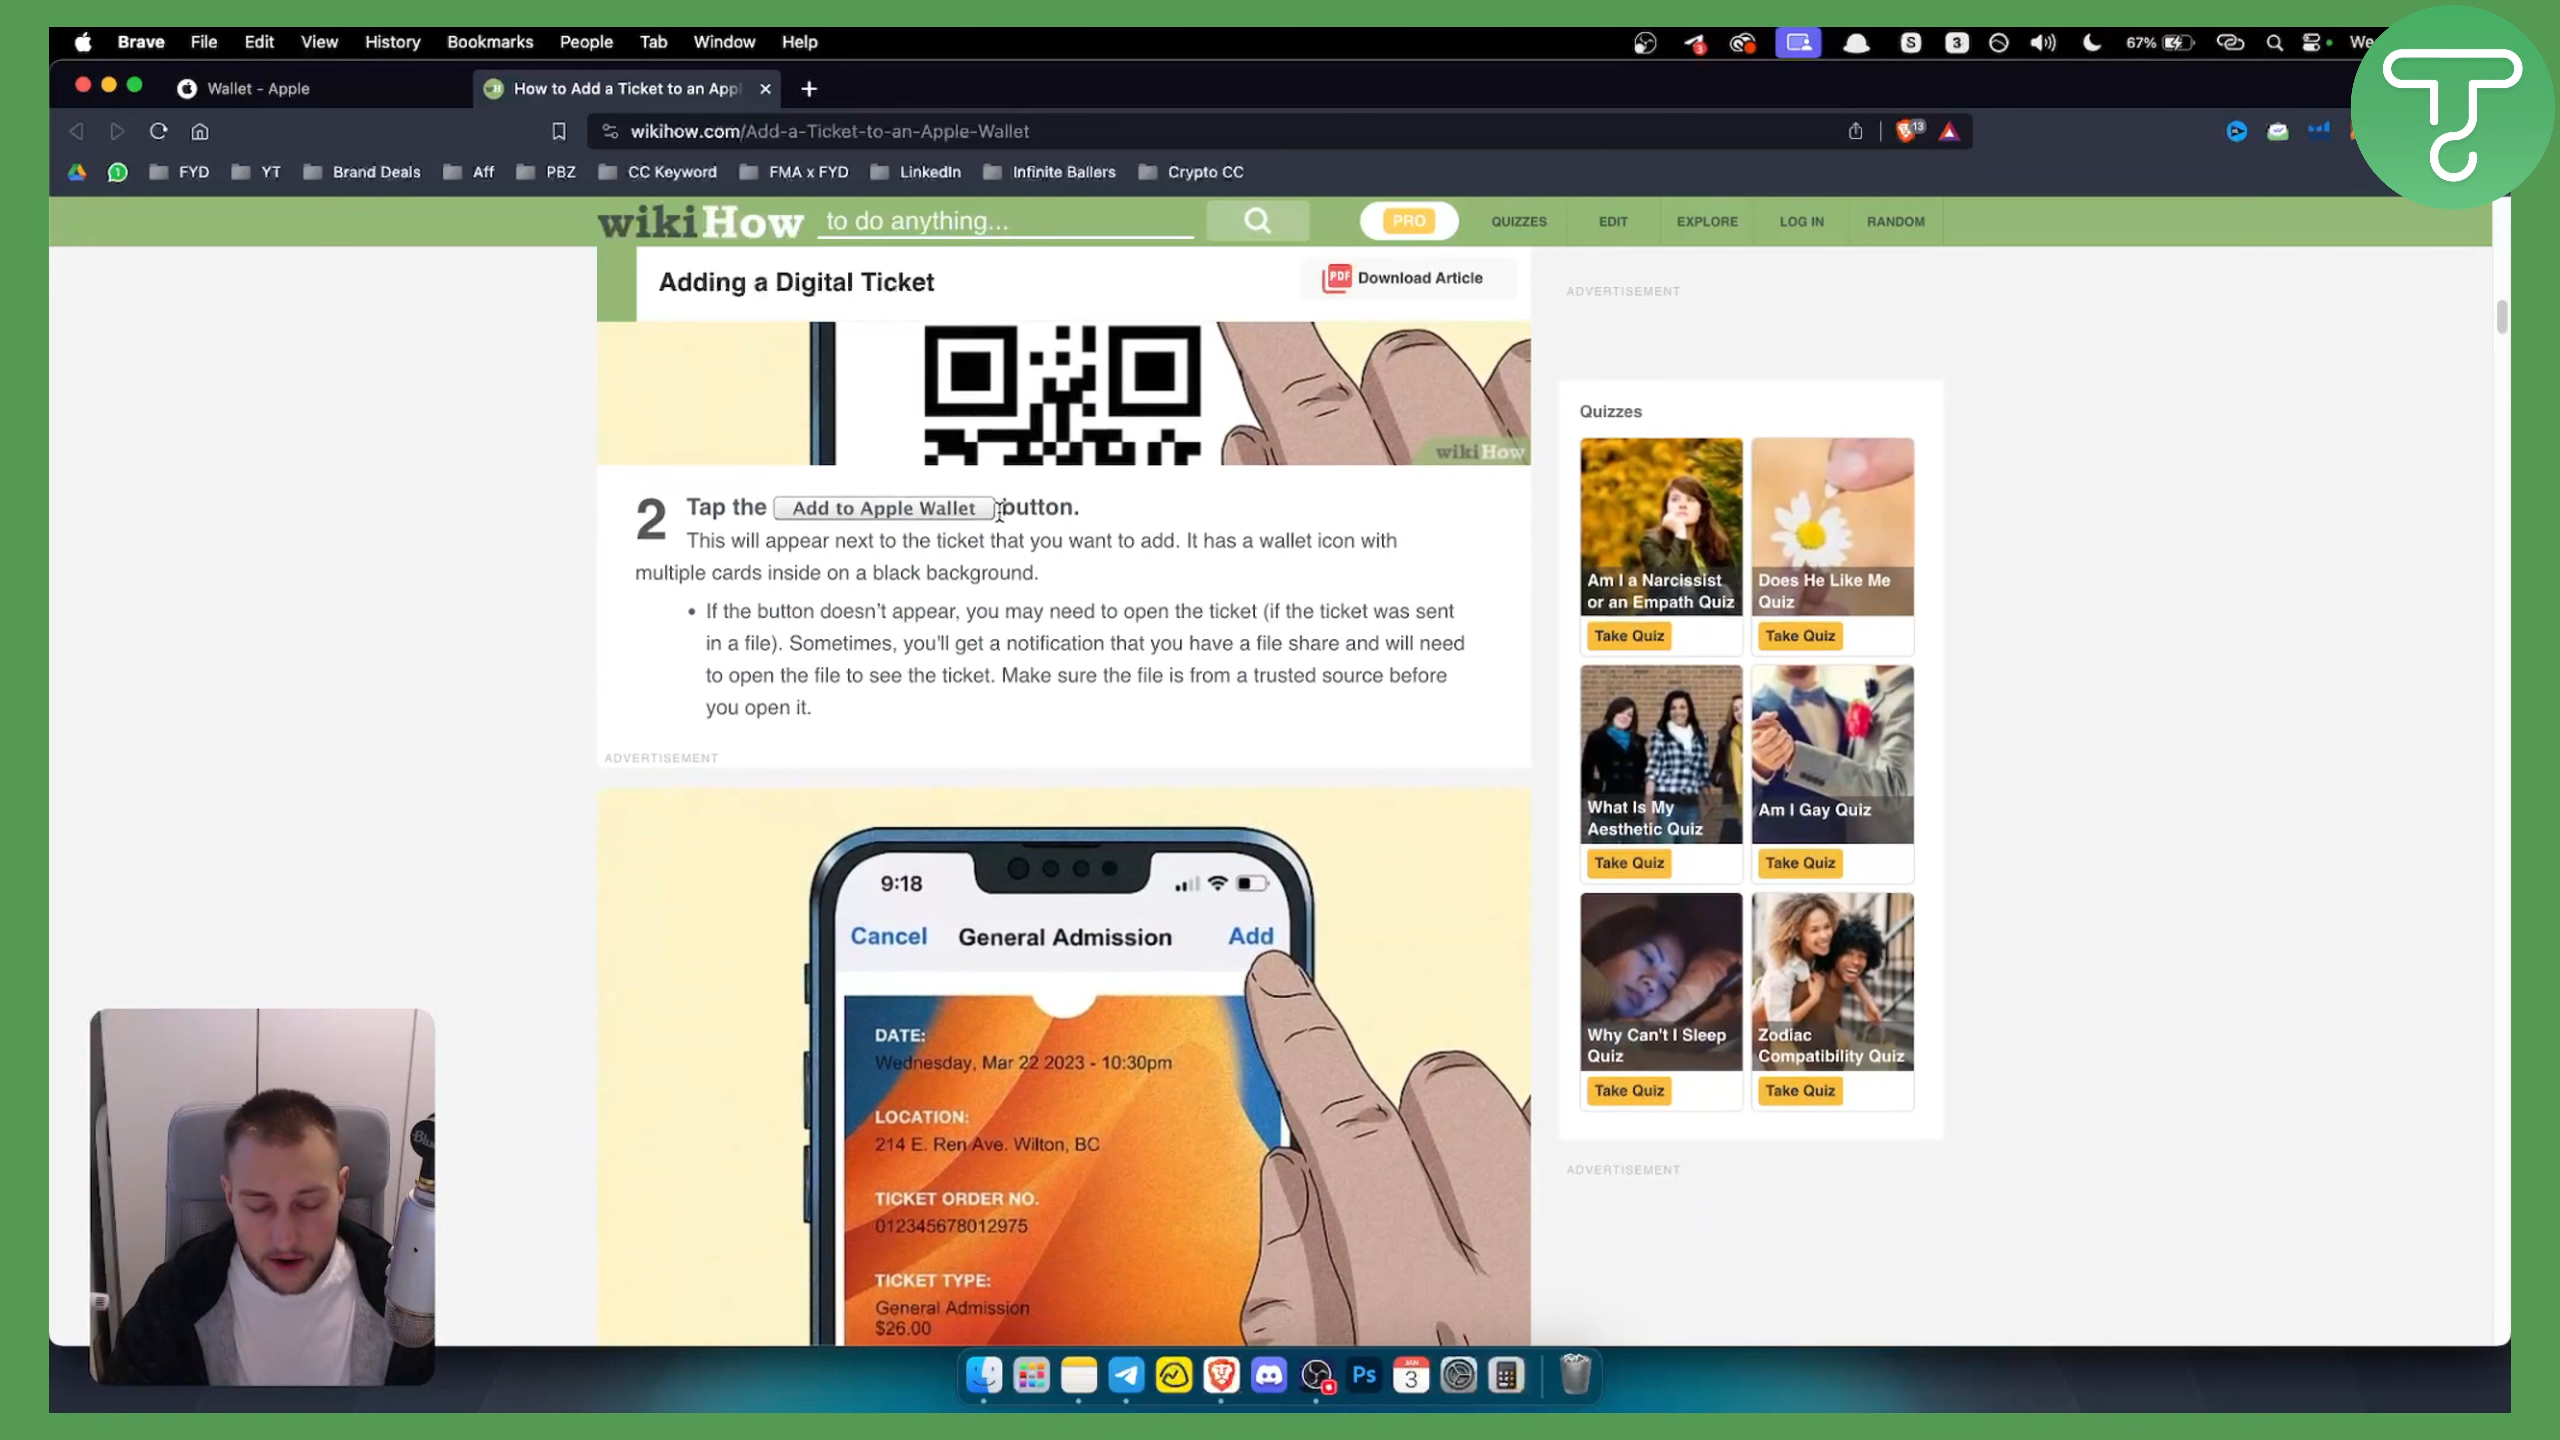 Brave File Edit View History Bookmarks People Tab Window Help
S 3 67% We
Wallet - Apple
How to Add a Ticket to an Appl
wikihow.com/Add-a-Ticket-to-an-Apple-Wallet
13
1 FYD YT Brand Deals Aff PBZ CC Keyword FMA x FYD LinkedIn Infinite Ballers Crypto CC
wikiHow to do anything...
PRO QUIZZES EDIT EXPLORE LOG IN RANDOM
Adding a Digital Ticket
PDF Download Article
wikiHow
2 Tap the Add to Apple Wallet button.
This will appear next to the ticket that you want to add. It has a wallet icon with
multiple cards inside on a black background.
• If the button doesn't appear, you may need to open the ticket (if the ticket was sent
in a file). Sometimes, you'll get a notification that you have a file share and will need
to open the file to see the ticket. Make sure the file is from a trusted source before
you open it.
ADVERTISEMENT
9:18
Cancel General Admission Add
DATE:
Wednesday, Mar 22 2023 - 10:30pm
LOCATION:
214 E. Ren Ave. Wilton, BC
TICKET ORDER NO.
012345678012975
TICKET TYPE:
General Admission
$26.00
ADVERTISEMENT
Quizzes
Am I a Narcissist
or an Empath Quiz
Take Quiz
Does He Like Me
Quiz
Take Quiz
What Is My
Aesthetic Quiz
Take Quiz
Am I Gay Quiz
Take Quiz
Why Can't I Sleep
Quiz
Take Quiz
Zodiac
Compatibility Quiz
Take Quiz
ADVERTISEMENT
Ps
JAN
3